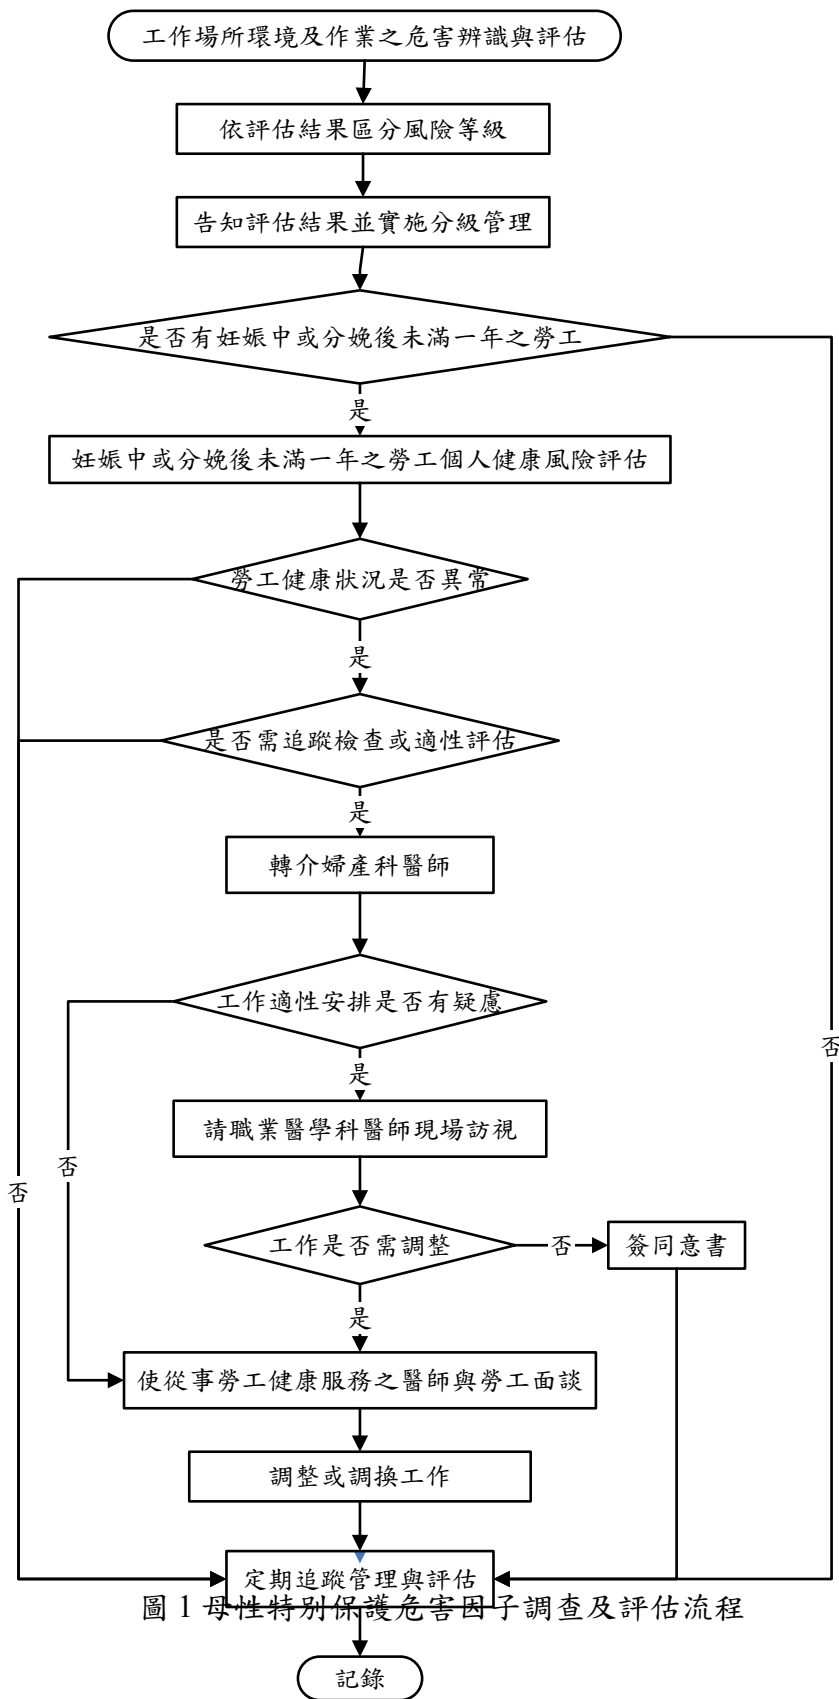 工作場所環境及作業之危害辨識與評估
依評估結果區分風險等級
告知評估結果並實施分級管理
是否有妊娠中或分娩後未滿一年之勞工
是
妊娠中或分娩後未滿一年之勞工個人健康風險評估
勞工健康狀況是否異常
是
是否需追蹤檢查或適性評估
是
轉介婦產科醫師
工作適性安排是否有疑慮
否
是
請職業醫學科醫師現場訪視
否
否
工作是否需調整
否
簽同意書
是
使從事勞工健康服務之醫師與勞工面談
調整或調換工作
定期追蹤管理與評估
圖 1 母性特別保護危害因子調查及評估流程
記錄